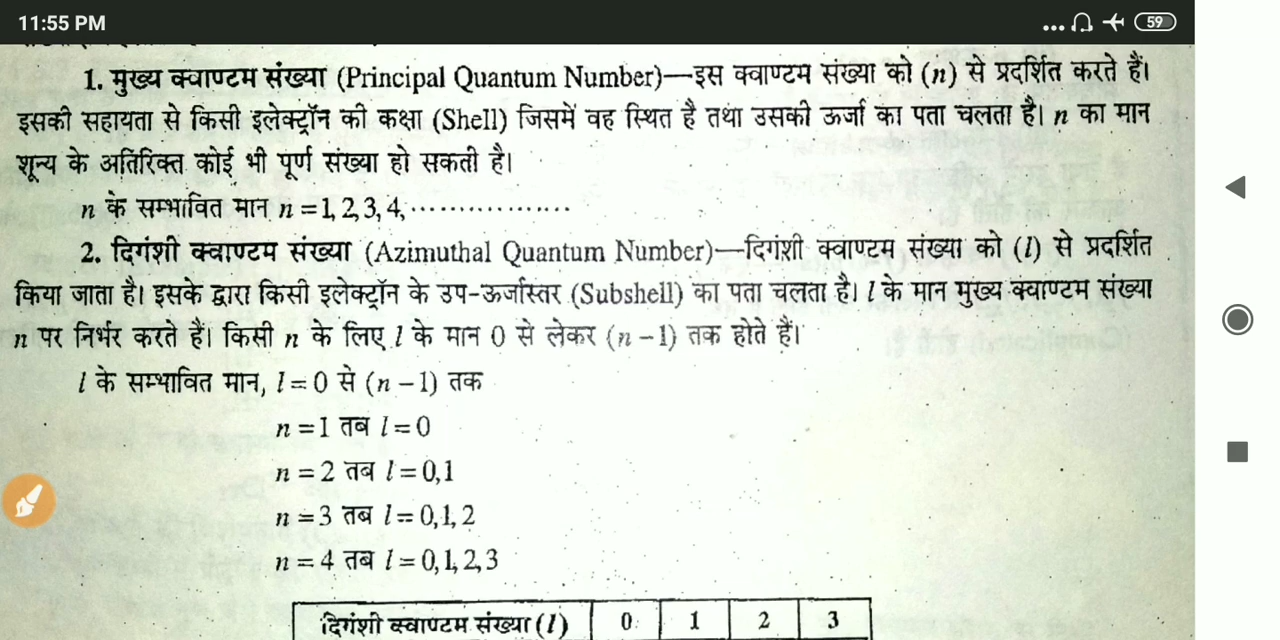 11:55 PM
59
1. मुख्य क्वाण्टम संख्या (Principal Quantum Number)—इस क्वाण्टम संख्या को (n) से प्रदर्शित करते हैं।
इसकी सहायता से किसी इलेक्ट्रॉन की कक्षा (Shell) जिसमें वह स्थित है तथा उसकी ऊर्जा का पता चलता है। n का मान
शून्य के अतिरिक्त कोई भी पूर्ण संख्या हो सकती है।
n के सम्भावित मान n = 1, 2, 3, 4, .................
2. दिगंशी क्वाण्टम संख्या (Azimuthal Quantum Number)—दिगंशी क्वाण्टम संख्या को (l) से प्रदर्शित
किया जाता है। इसके द्वारा किसी इलेक्ट्रॉन के उप-ऊर्जास्तर (Subshell) का पता चलता है। l के मान मुख्य क्वाण्टम संख्या
n पर निर्भर करते हैं। किसी n के लिए l के मान 0 से लेकर (n – 1) तक होते हैं।
l के सम्भावित मान, l = 0 से (n – 1) तक
n = 1 तब l = 0
n = 2 तब l = 0, 1
n = 3 तब l = 0, 1, 2
n = 4 तब l = 0, 1, 2, 3
दिगंशी क्वाण्टम संख्या (l) 0 1 2 3